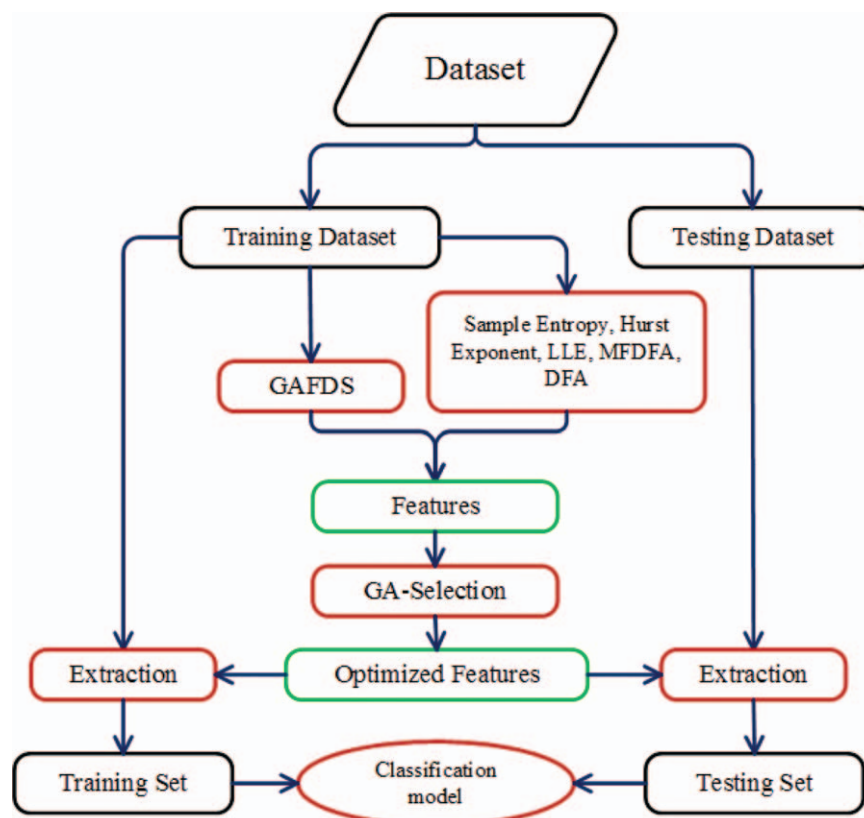 Dataset
Training Dataset
Testing Dataset
Sample Entropy, Hurst
Exponent, LLE, MFDFA,
DFA
GAFDS
Features
GA-Selection
Extraction
Optimized Features
Extraction
Training Set
Classification
model
Testing Set